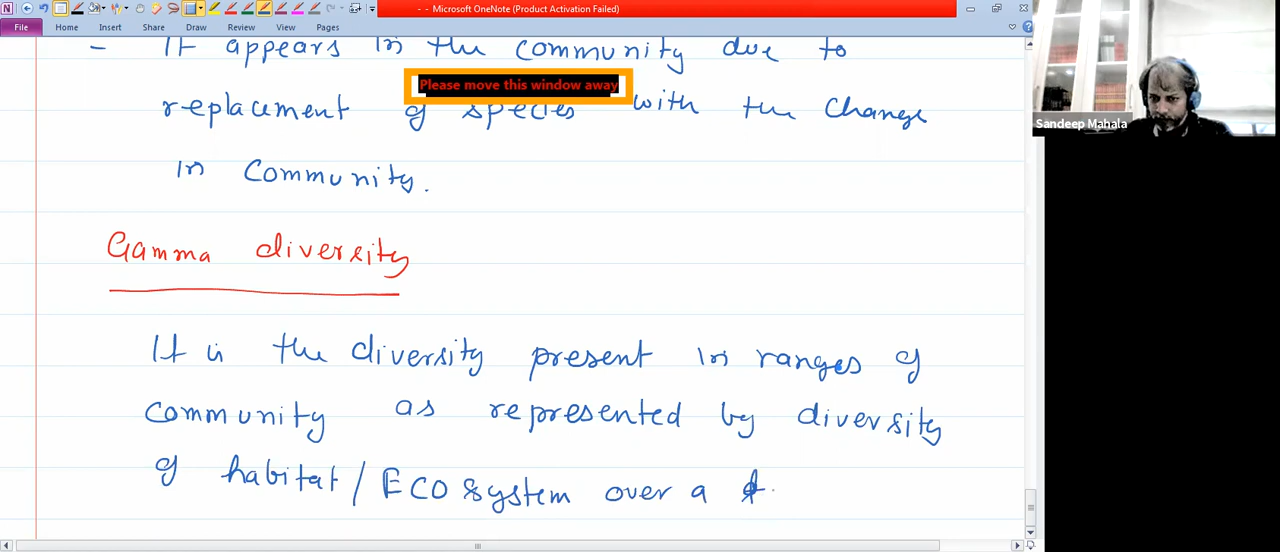 - - Microsoft OneNote (Product Activation Failed)
File Home Insert Share Draw Review View Pages
- It appears in the community due to
Please move this window away
replacement of species with the change
in community.
Sandeep Mahala
Gamma diversity
It is the diversity present in ranges of
community as represented by diversity
of habitat / ECO system over a